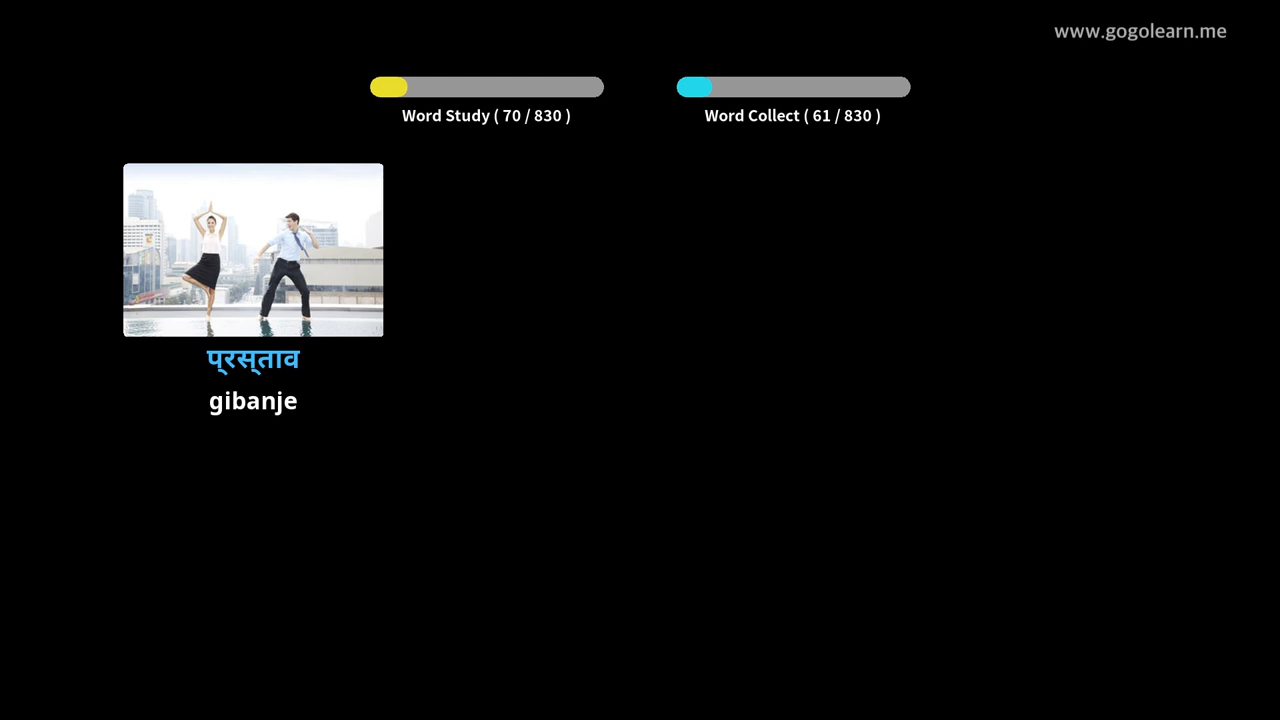 www.gogolearn.me
Word Study ( 70 / 830 )
Word Collect ( 61 / 830 )
प्रस्ताव
gibanje